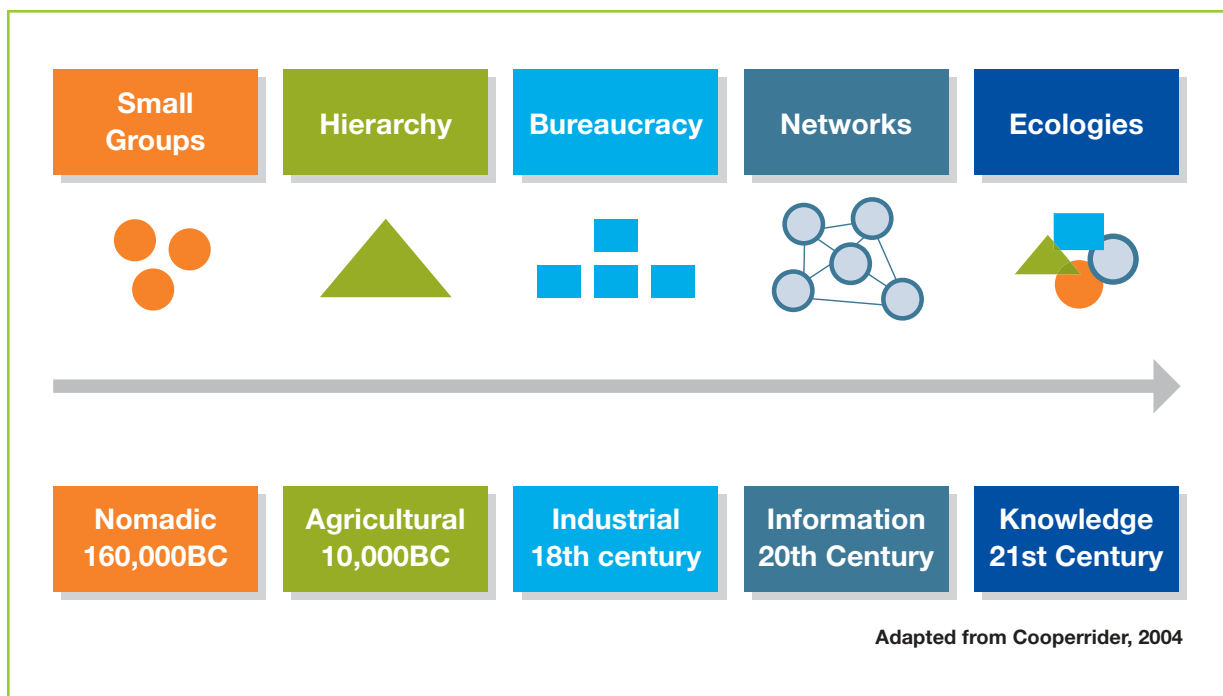 Small
Groups
Hierarchy
Bureaucracy
Networks
Ecologies
Nomadic
160,000BC
Agricultural
10,000BC
Industrial
18th century
Information
20th Century
Knowledge
21st Century
Adapted from Cooperrider, 2004